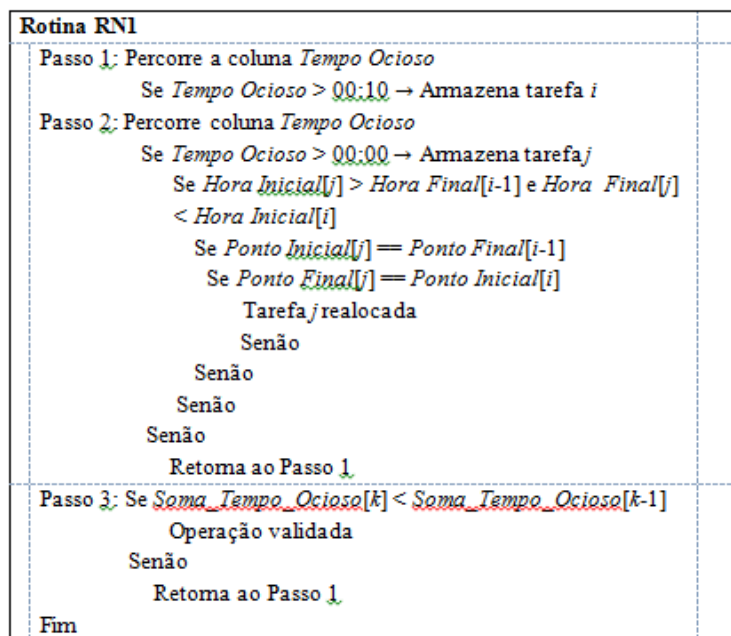 Rotina RN1
Passo 1: Percorre a coluna Tempo Ocioso
Se Tempo Ocioso > 00:10 → Armazena tarefa i
Passo 2: Percorre coluna Tempo Ocioso
Se Tempo Ocioso > 00:00 → Armazena tarefa j
Se Hora Inicial[j] > Hora Final[i-1] e Hora Final[j]
< Hora Inicial[i]
Se Ponto Inicial[j] == Ponto Final[i-1]
Se Ponto Final[j] == Ponto Inicial[i]
Tarefa j realocada
Senão
Senão
Senão
Senão
Retorna ao Passo 1
Passo 3: Se Soma_Tempo_Ocioso[k] < Soma_Tempo_Ocioso[k-1]
Operação validada
Senão
Retorna ao Passo 1
Fim